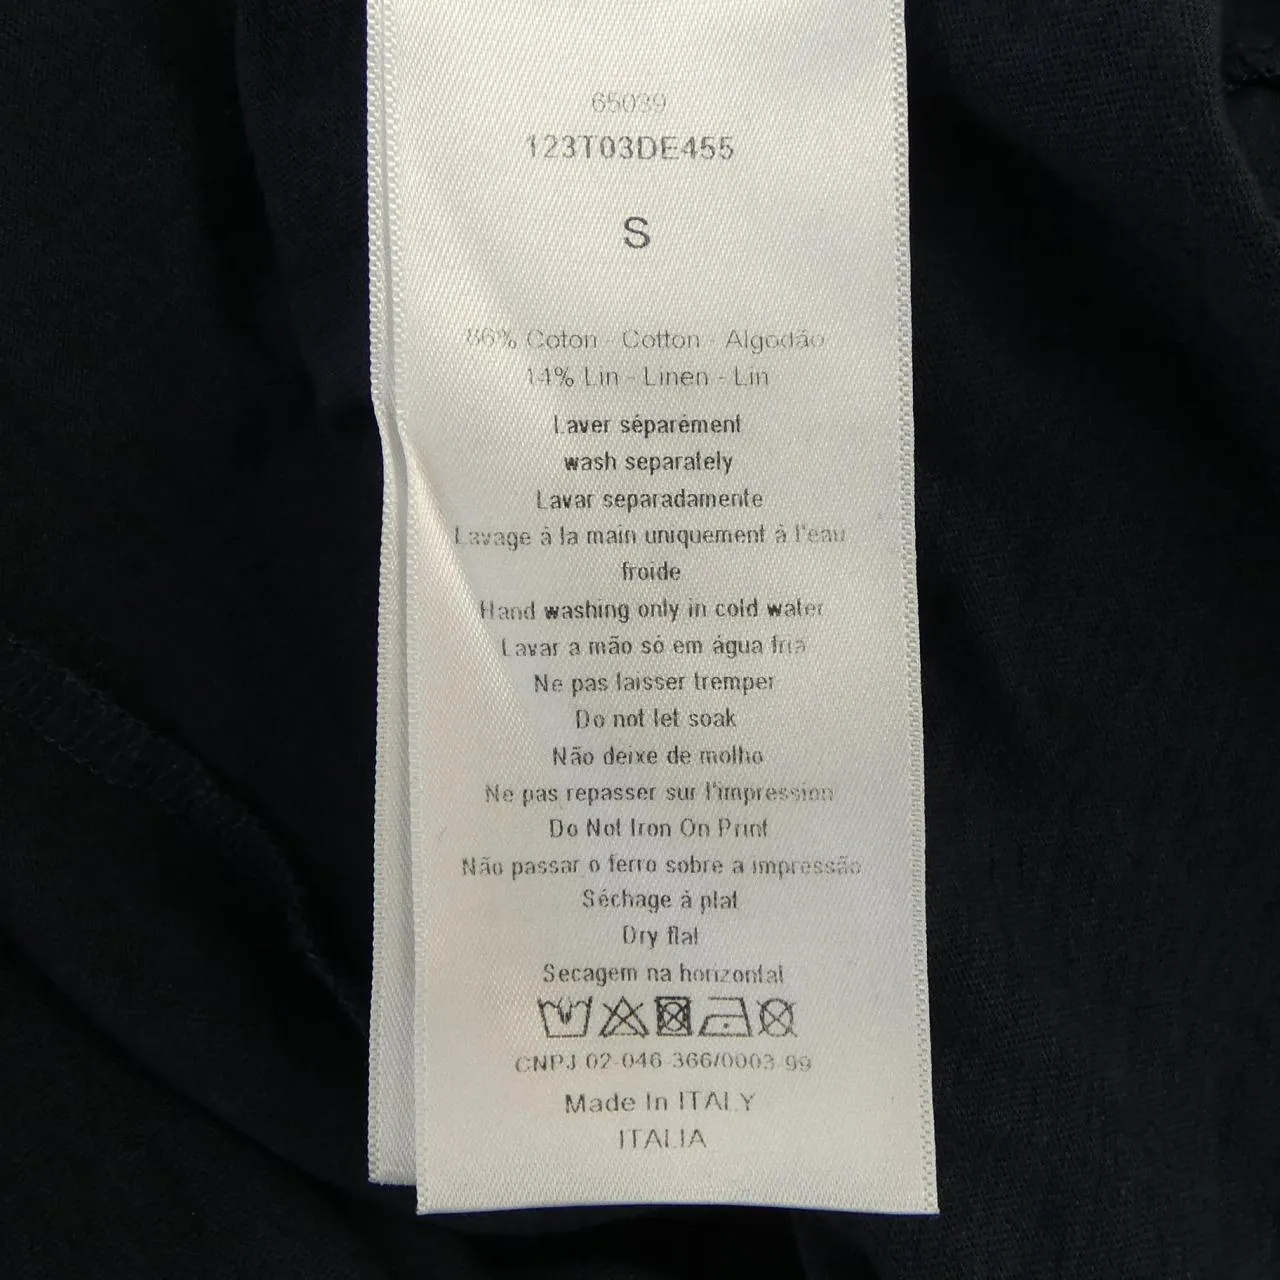 65039
123T03DE455
S
86% Coton - Cotton - Algodão
14% Lin - Linen - Lin
Laver séparément
wash separately
Lavar separadamente
Lavage à la main uniquement à l'eau
froide
Hand washing only in cold water
Lavar a mão só em água fria
Ne pas laisser tremper
Do not let soak
Não deixe de molho
Ne pas repasser sur l'impression
Do Not Iron On Print
Não passar o ferro sobre a impressão
Séchage à plat
Dry flat
Secagem na horizontal
CNPJ 02-046-366/0003-99
Made In ITALY
ITALIA